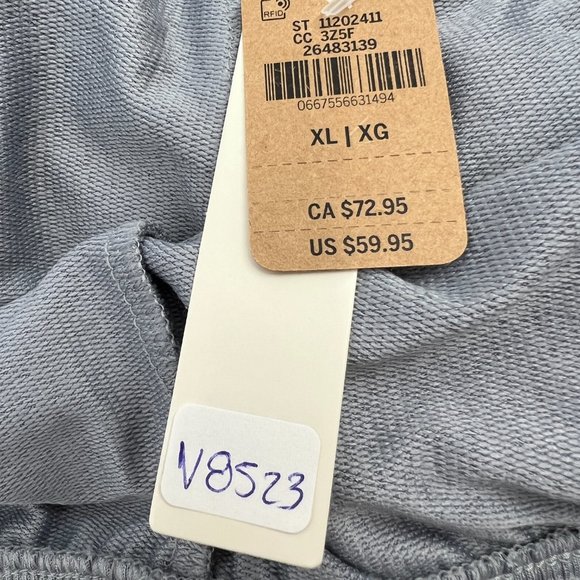 RFID
ST 11202411
CC 3Z5F
26483139
0667556631494
XL | XG
CA $72.95
US $59.95
V8523